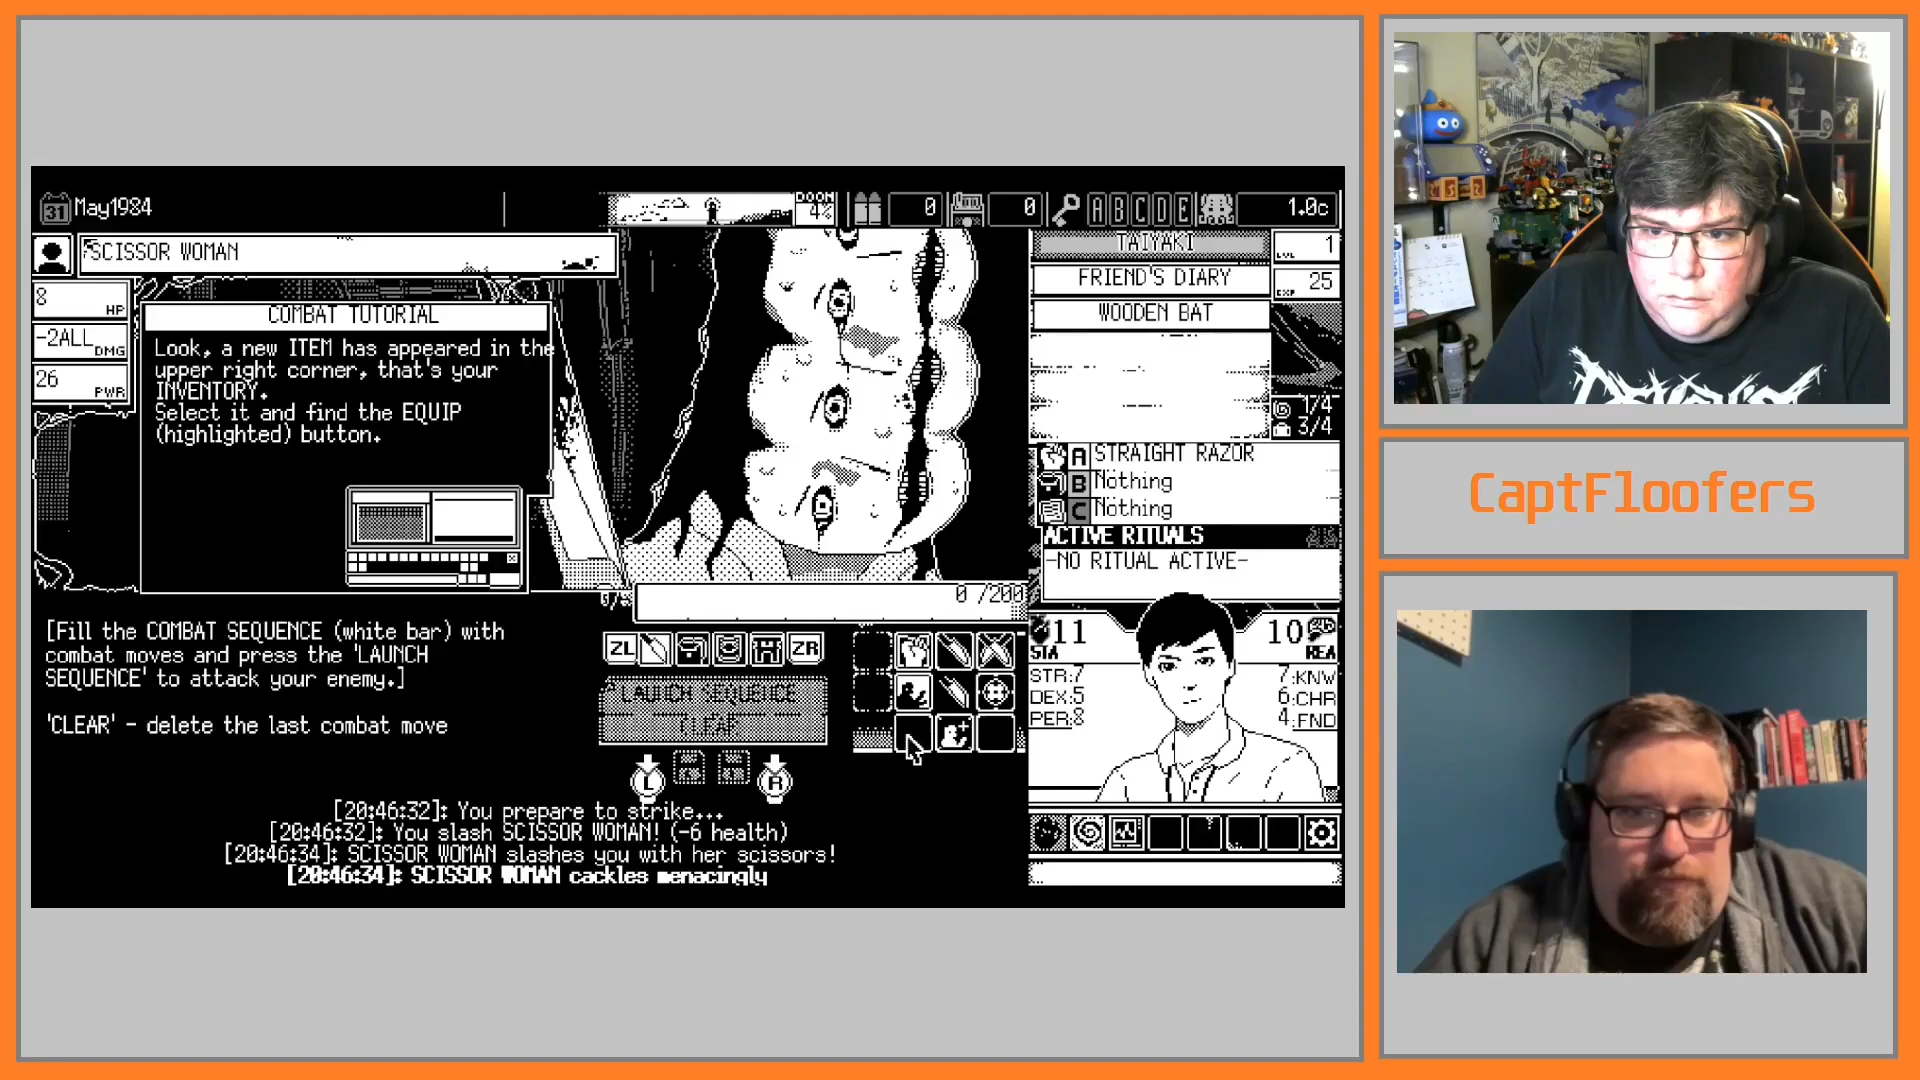 31 May1984
DOOM
4%
0
0
A B C D E
1.0c
SCISSOR WOMAN
8
HP
-2ALL
DMG
26
PWR
COMBAT TUTORIAL
Look, a new ITEM has appeared in the
upper right corner, that's your
INVENTORY.
Select it and find the EQUIP
(highlighted) button.
TAIYAKI
FRIEND'S DIARY
WOODEN BAT
1
LVL
25
EXP
1/4
3/4
A STRAIGHT RAZOR
B Nothing
C Nothing
ACTIVE RITUALS
-NO RITUAL ACTIVE-
0 /200
[Fill the COMBAT SEQUENCE (white bar) with
combat moves and press the 'LAUNCH
SEQUENCE' to attack your enemy.]
'CLEAR' - delete the last combat move
ZL
ZR
LAUNCH SEQUENCE
CLEAR
L
R
11
STA
10
REA
STR:7
DEX:5
PER:8
7:KNW
6:CHR
4:FND
[20:46:32]: You prepare to strike...
[20:46:32]: You slash SCISSOR WOMAN! (-6 health)
[20:46:34]: SCISSOR WOMAN slashes you with her scissors!
[20:46:34]: SCISSOR WOMAN cackles menacingly
CaptFloofers